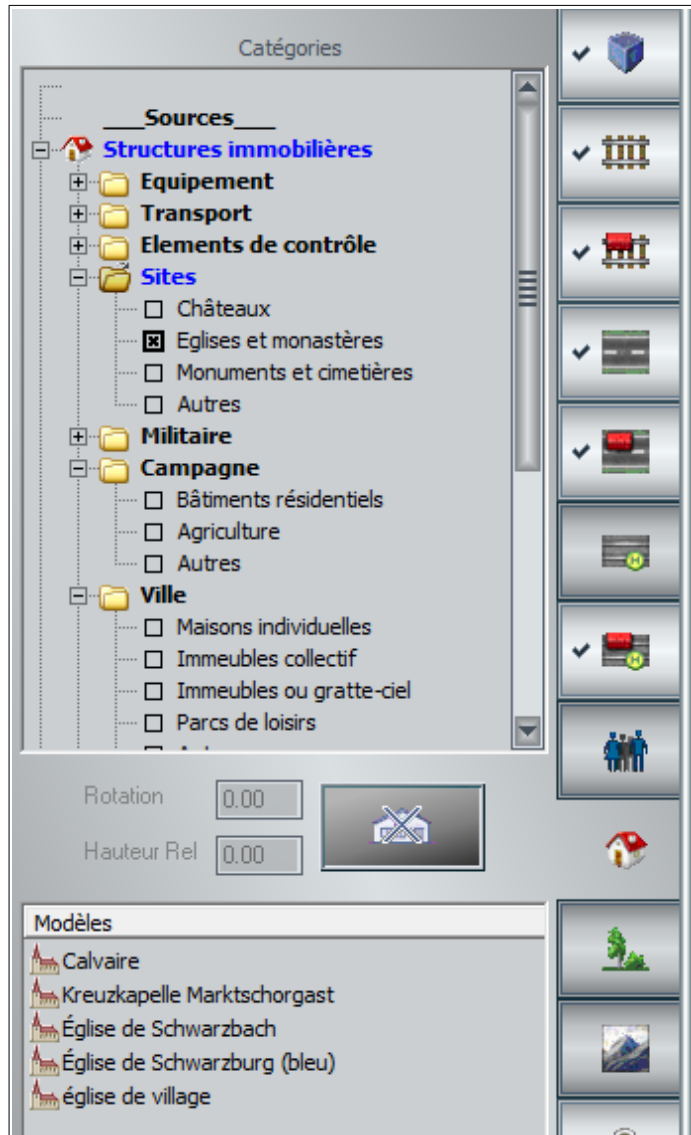 Catégories
___Sources___
Structures immobilières
Equipement
Transport
Elements de contrôle
Sites
Châteaux
Eglises et monastères
Monuments et cimetières
Autres
Militaire
Campagne
Bâtiments résidentiels
Agriculture
Autres
Ville
Maisons individuelles
Immeubles collectif
Immeubles ou gratte-ciel
Parcs de loisirs
Rotation 0.00
Hauteur Rel 0.00
Modèles
Calvaire
Kreuzkapelle Marktschorgast
Église de Schwarzbach
Église de Schwarzburg (bleu)
église de village
H
H